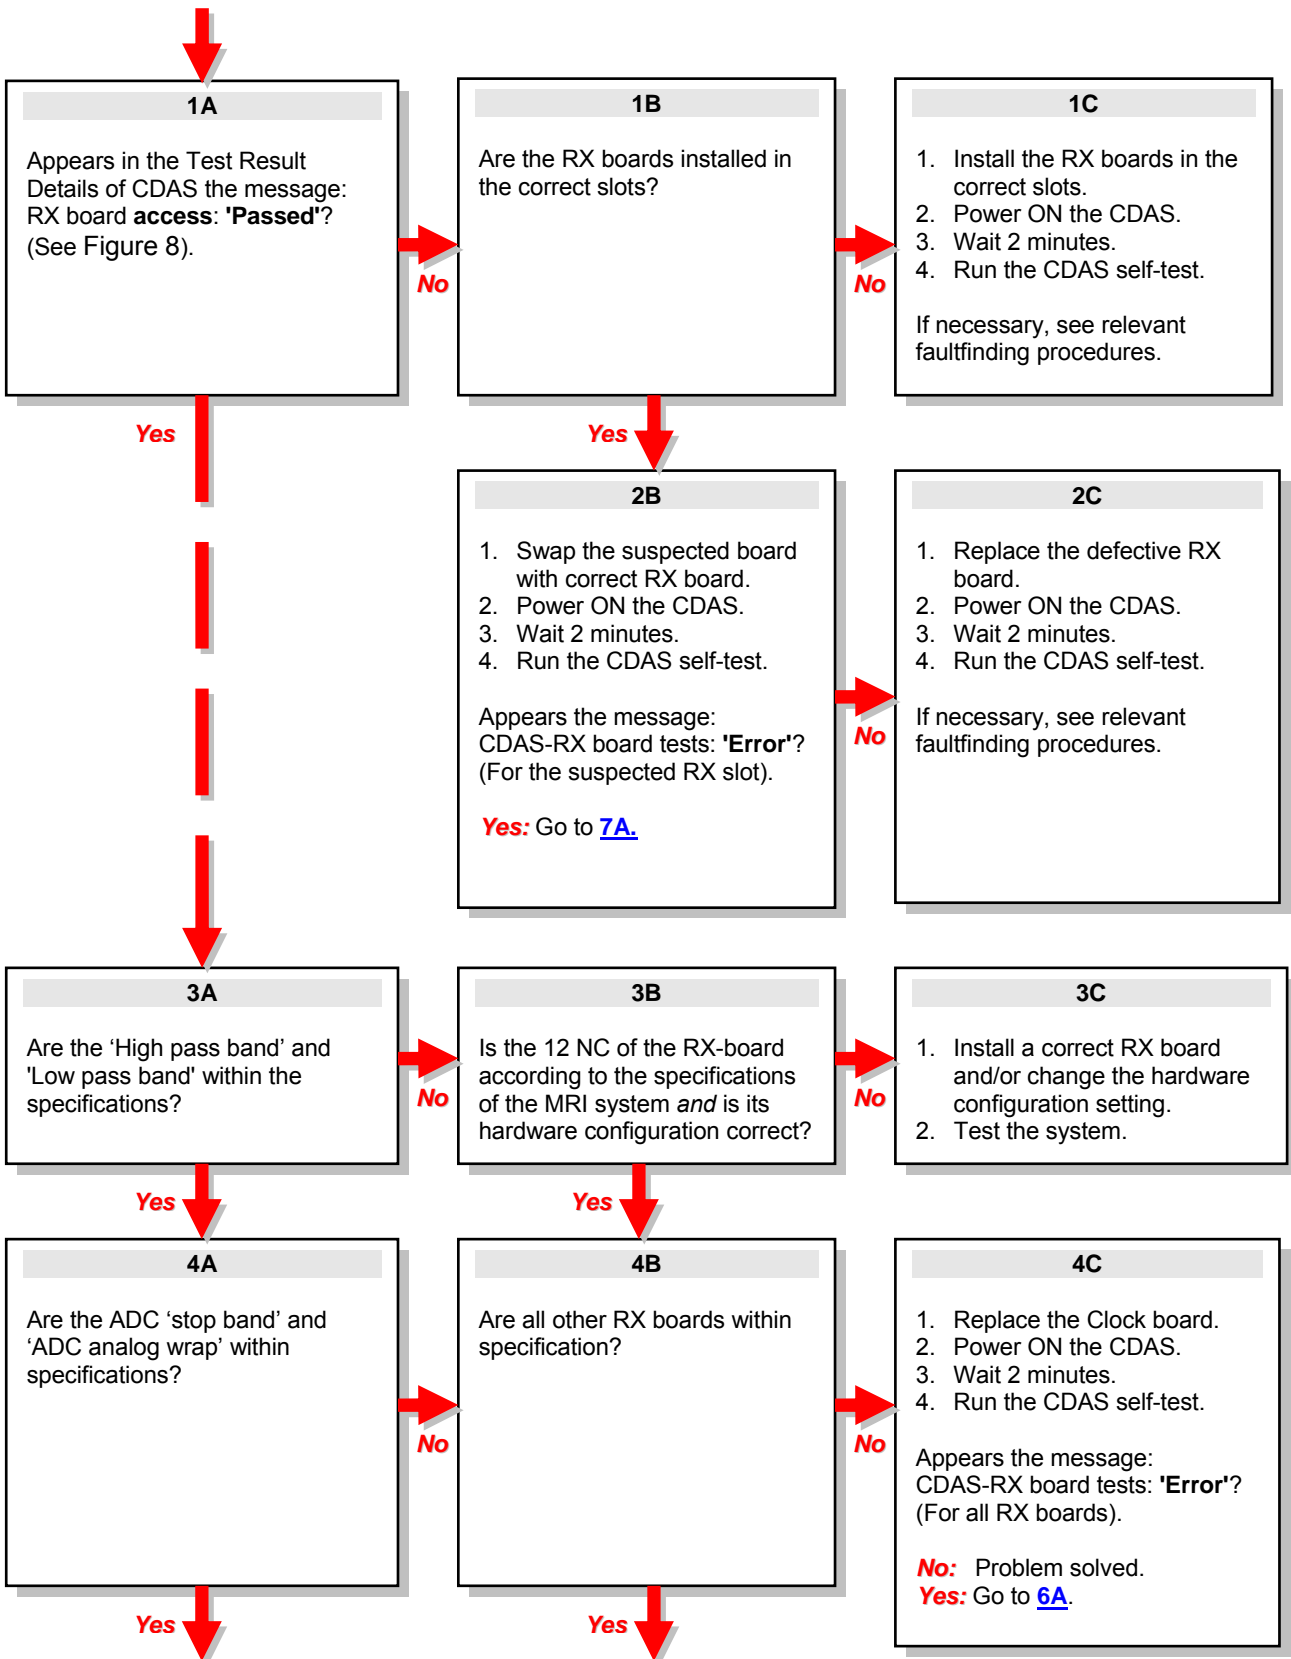 1A
Appears in the Test Result
Details of CDAS the message:
RX board access: 'Passed'?
(See Figure 8).
No
Yes
1B
Are the RX boards installed in
the correct slots?
No
Yes
1C
1. Install the RX boards in the
correct slots.
2. Power ON the CDAS.
3. Wait 2 minutes.
4. Run the CDAS self-test.
If necessary, see relevant
faultfinding procedures.
2B
1. Swap the suspected board
with correct RX board.
2. Power ON the CDAS.
3. Wait 2 minutes.
4. Run the CDAS self-test.
Appears the message:
CDAS-RX board tests: 'Error'?
(For the suspected RX slot).
Yes: Go to 7A.
No
2C
1. Replace the defective RX
board.
2. Power ON the CDAS.
3. Wait 2 minutes.
4. Run the CDAS self-test.
If necessary, see relevant
faultfinding procedures.
3A
Are the ‘High pass band’ and
'Low pass band' within the
specifications?
No
Yes
3B
Is the 12 NC of the RX-board
according to the specifications
of the MRI system and is its
hardware configuration correct?
No
Yes
3C
1. Install a correct RX board
and/or change the hardware
configuration setting.
2. Test the system.
4A
Are the ADC ‘stop band’ and
‘ADC analog wrap’ within
specifications?
No
Yes
4B
Are all other RX boards within
specification?
No
Yes
4C
1. Replace the Clock board.
2. Power ON the CDAS.
3. Wait 2 minutes.
4. Run the CDAS self-test.
Appears the message:
CDAS-RX board tests: 'Error'?
(For all RX boards).
No: Problem solved.
Yes: Go to 6A.